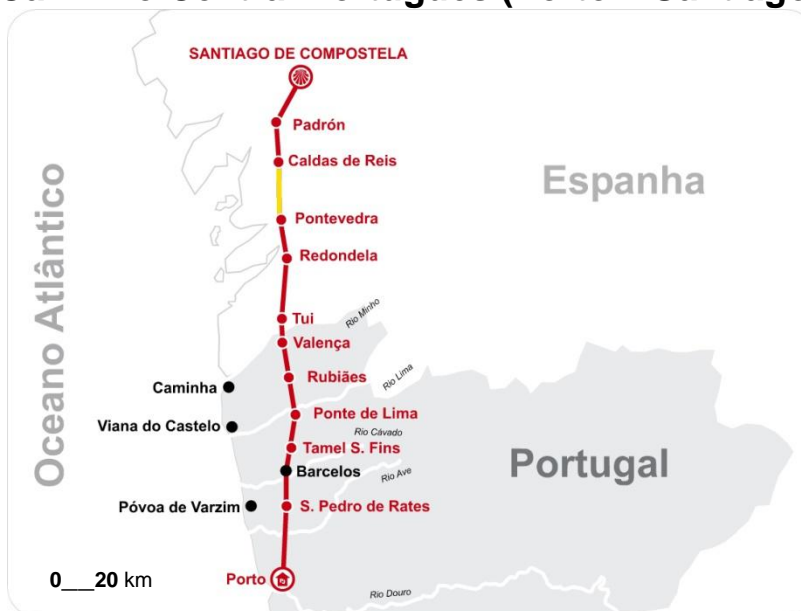 SANTIAGO DE COMPOSTELA
Padrón
Caldas de Reis
Espanha
Oceano Atlântico
Pontevedra
Redondela
Rio Minho
Tui
Valença
Rio Lima
Rubiães
Caminha
Ponte de Lima
Viana do Castelo
Rio Cávado
Tamel S. Fins
Portugal
Barcelos
Rio Ave
Póvoa de Varzim
S. Pedro de Rates
0__20 km
Porto
Rio Douro